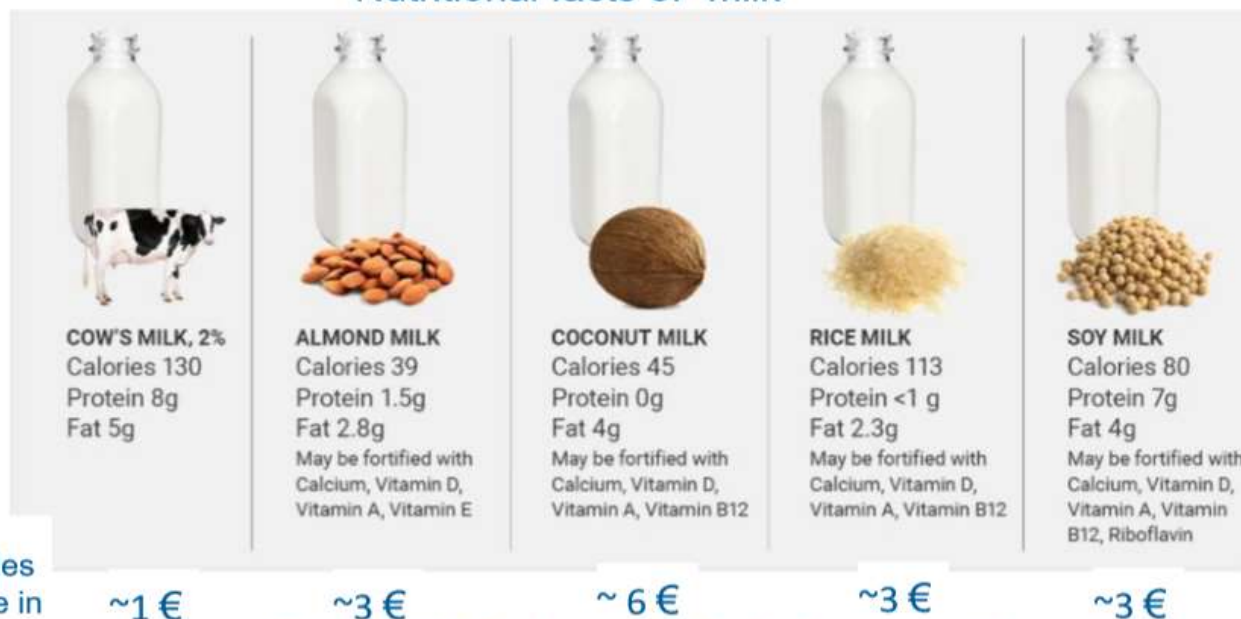 COW'S MILK, 2%
Calories 130
Protein 8g
Fat 5g
ALMOND MILK
Calories 39
Protein 1.5g
Fat 2.8g
May be fortified with
Calcium, Vitamin D,
Vitamin A, Vitamin E
COCONUT MILK
Calories 45
Protein 0g
Fat 4g
May be fortified with
Calcium, Vitamin D,
Vitamin A, Vitamin B12
RICE MILK
Calories 113
Protein <1 g
Fat 2.3g
May be fortified with
Calcium, Vitamin D,
Vitamin A, Vitamin B12
SOY MILK
Calories 80
Protein 7g
Fat 4g
May be fortified with
Calcium, Vitamin D,
Vitamin A, Vitamin
B12, Riboflavin
in
~1 €
~3 €
~ 6 €
~3 €
~3 €